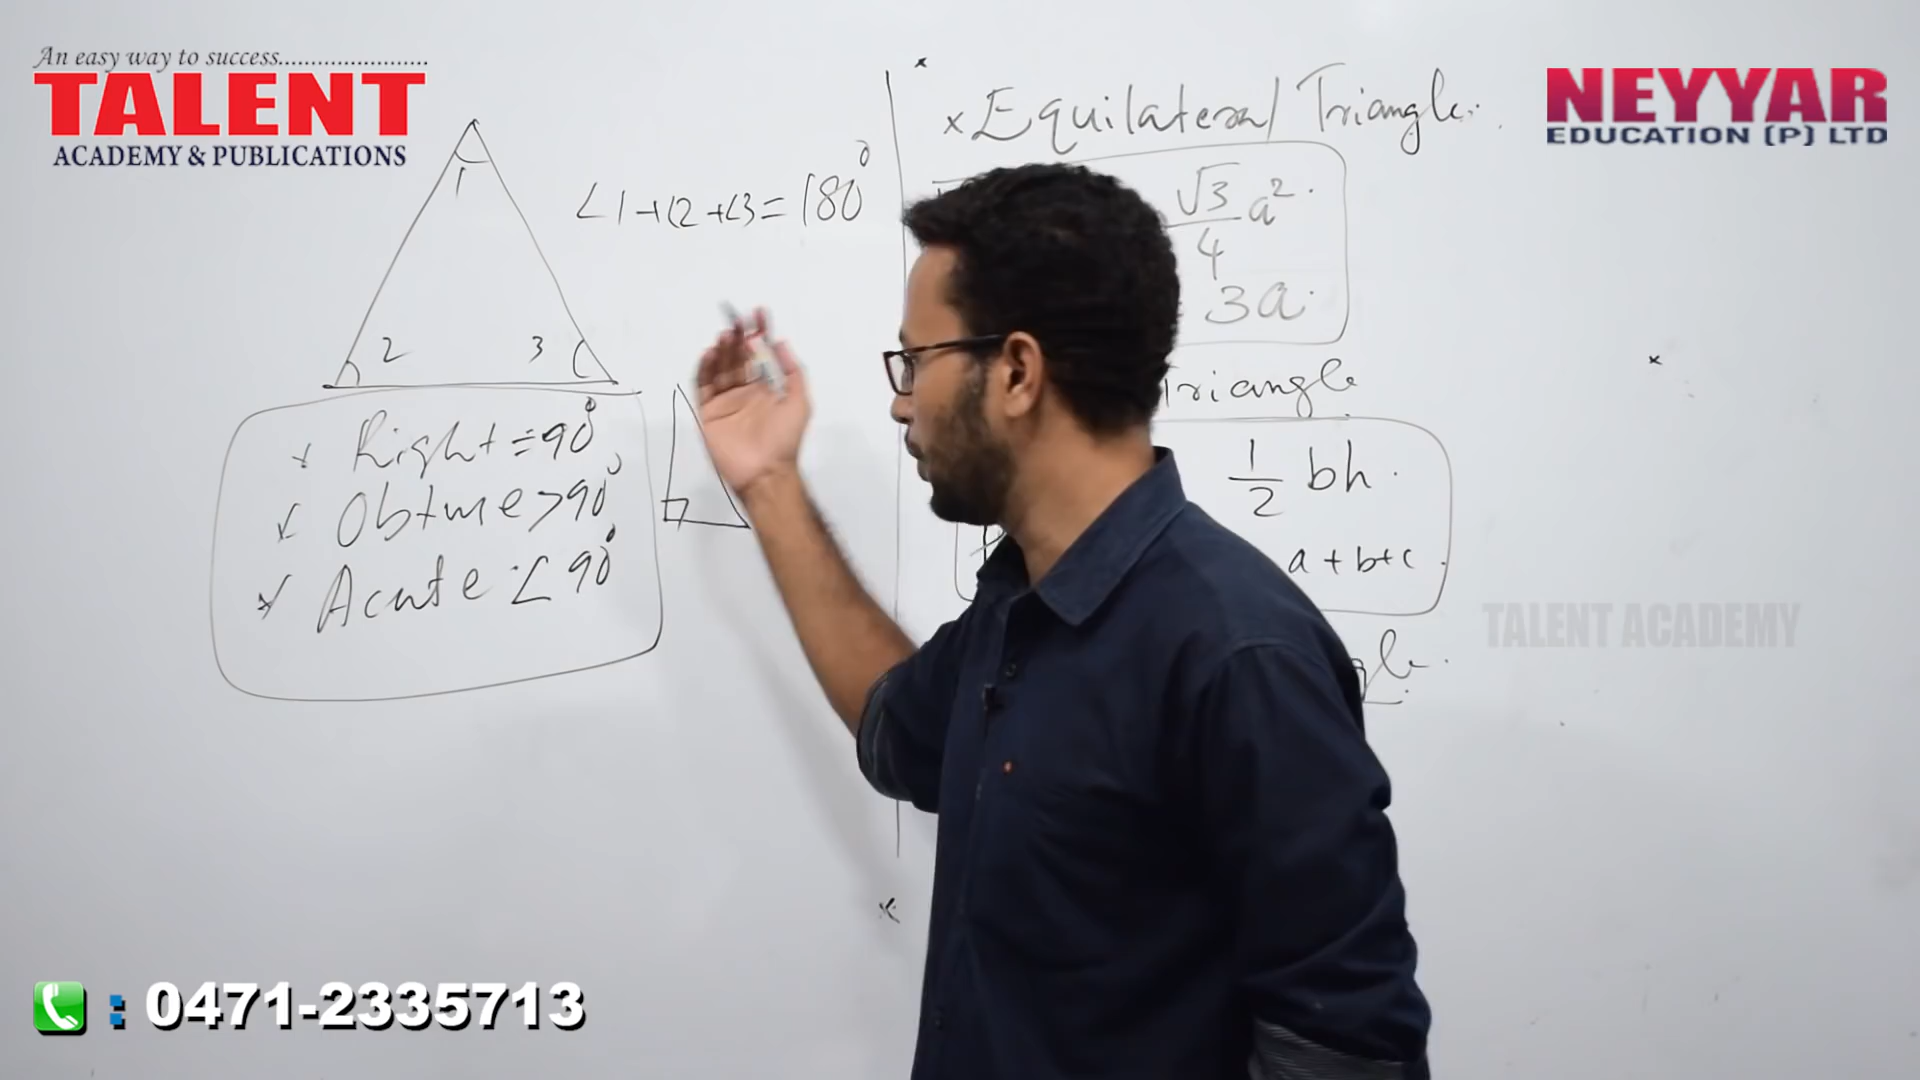 An easy way to success.......................
TALENT
ACADEMY & PUBLICATIONS
NEYYAR
EDUCATION (P) LTD
1
2
3
∠1+∠2+∠3=180°
x Right = 90°
x Obtuse > 90°
x Acute < 90°
x Equilateral Triangle.
√3/4 a².
3a.
Triangle
1/2 bh.
a+b+c.
gle.
TALENT ACADEMY
: 0471-2335713